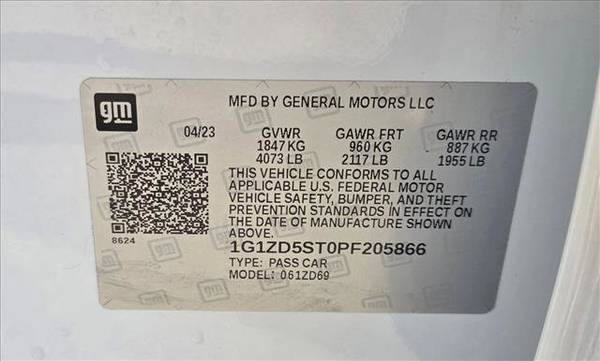 gm
MFD BY GENERAL MOTORS LLC
04/23 GVWR GAWR FRT GAWR RR
1847 KG 960 KG 887 KG
4073 LB 2117 LB 1955 LB
THIS VEHICLE CONFORMS TO ALL
APPLICABLE U.S. FEDERAL MOTOR
VEHICLE SAFETY, BUMPER, AND THEFT
PREVENTION STANDARDS IN EFFECT ON
THE DATE OF MANUFACTURE SHOWN
ABOVE.
8624
1G1ZD5ST0PF205866
TYPE: PASS CAR
MODEL: 061ZD69